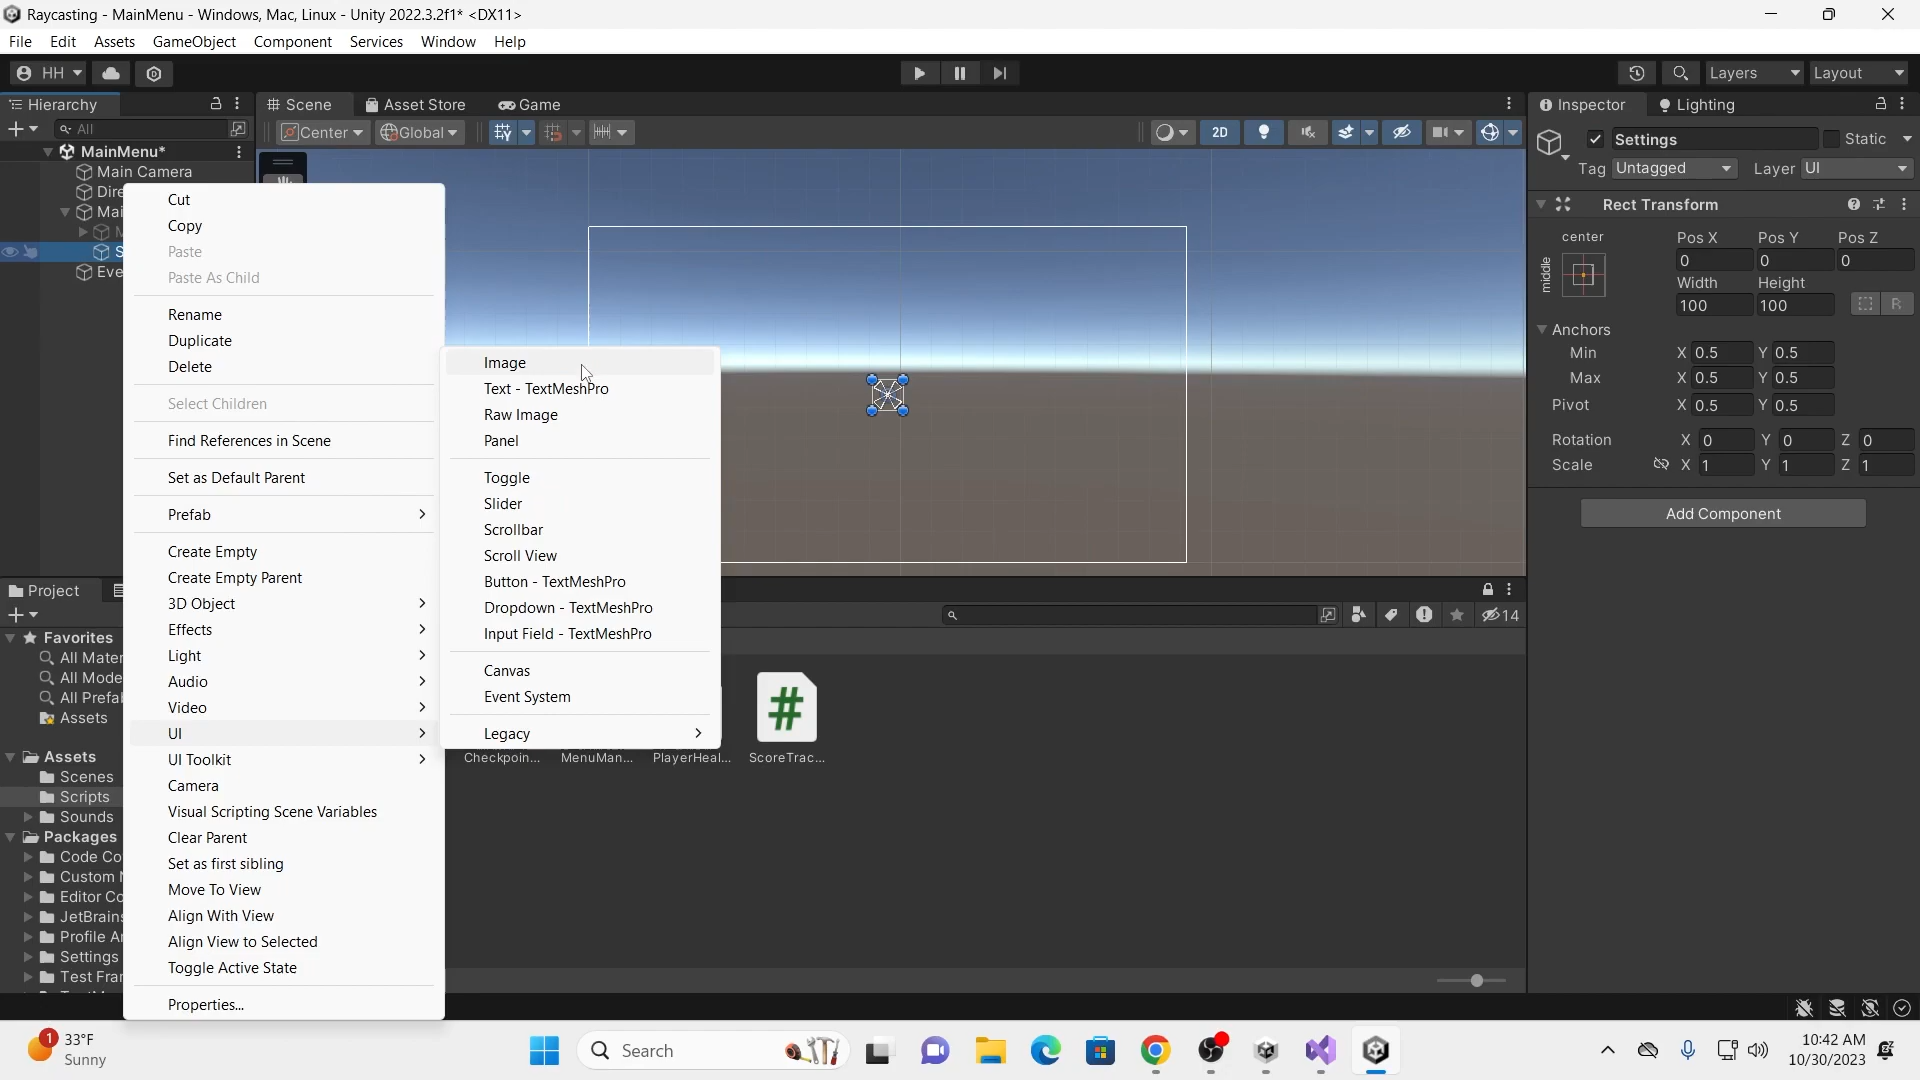 Raycasting - MainMenu - Windows, Mac, Linux - Unity 2022.3.2f1* <DX11>
File Edit Assets GameObject Component Services Window Help
HH Layers Layout
Hierarchy Scene Asset Store Game Inspector Lighting
All Center Global 2D Settings Static
MainMenu*
Tag Untagged Layer UI
Main Camera
Dire
Mai
Eve
Cut
Copy
Paste
Paste As Child
Rename
Duplicate
Delete
Select Children
Find References in Scene
Set as Default Parent
Prefab
Create Empty
Create Empty Parent
3D Object
Effects
Light
Audio
Video
UI
UI Toolkit
Camera
Visual Scripting Scene Variables
Clear Parent
Set as first sibling
Move To View
Align With View
Align View to Selected
Toggle Active State
Properties...
Image
Text - TextMeshPro
Raw Image
Panel
Toggle
Slider
Scrollbar
Scroll View
Button - TextMeshPro
Dropdown - TextMeshPro
Input Field - TextMeshPro
Canvas
Event System
Legacy
Rect Transform
center Pos X Pos Y Pos Z
middle 0 0 0
Width Height
100 100 R
Anchors
Min X 0.5 Y 0.5
Max X 0.5 Y 0.5
Pivot X 0.5 Y 0.5
Rotation X 0 Y 0 Z 0
Scale X 1 Y 1 Z 1
Add Component
Project
14
Favorites
All Mater
All Mode
All Prefa
Assets
Assets
Scenes
Scripts
Sounds
Packages
Code Co
Custom
Editor Co
JetBrains
Profile A
Settings
Test Fra
#
Checkpoin... MenuMan... PlayerHeal... ScoreTrac...
1 33°F
Sunny
Search
10:42 AM
10/30/2023